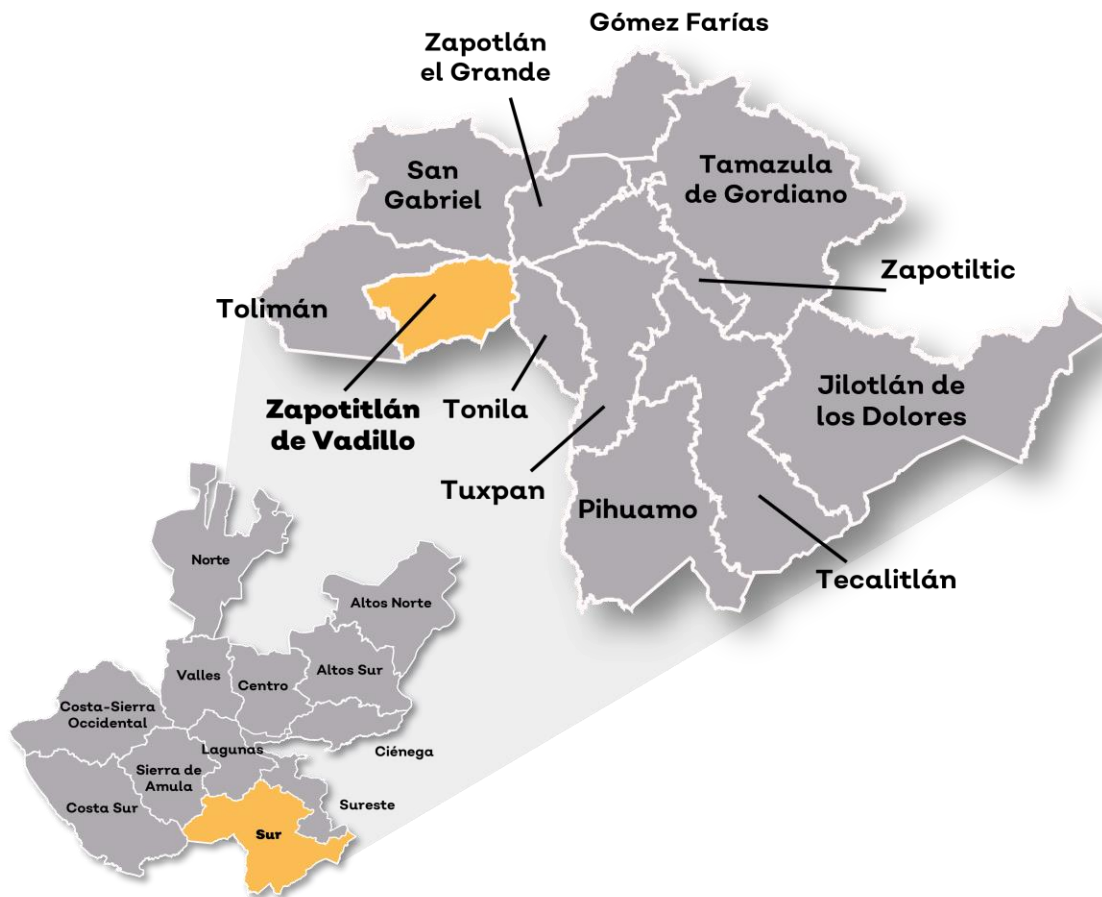 Gómez Farías
Zapotlán
el Grande
San
Gabriel
Tamazula
de Gordiano
Zapotiltic
Tolimán
Zapotitlán
de Vadillo
Tonila
Jilotlán de
los Dolores
Tuxpan
Pihuamo
Tecalitlán
Norte
Altos Norte
Valles
Centro
Altos Sur
Costa-Sierra
Occidental
Lagunas
Ciénega
Sierra de
Amula
Costa Sur
Sureste
Sur